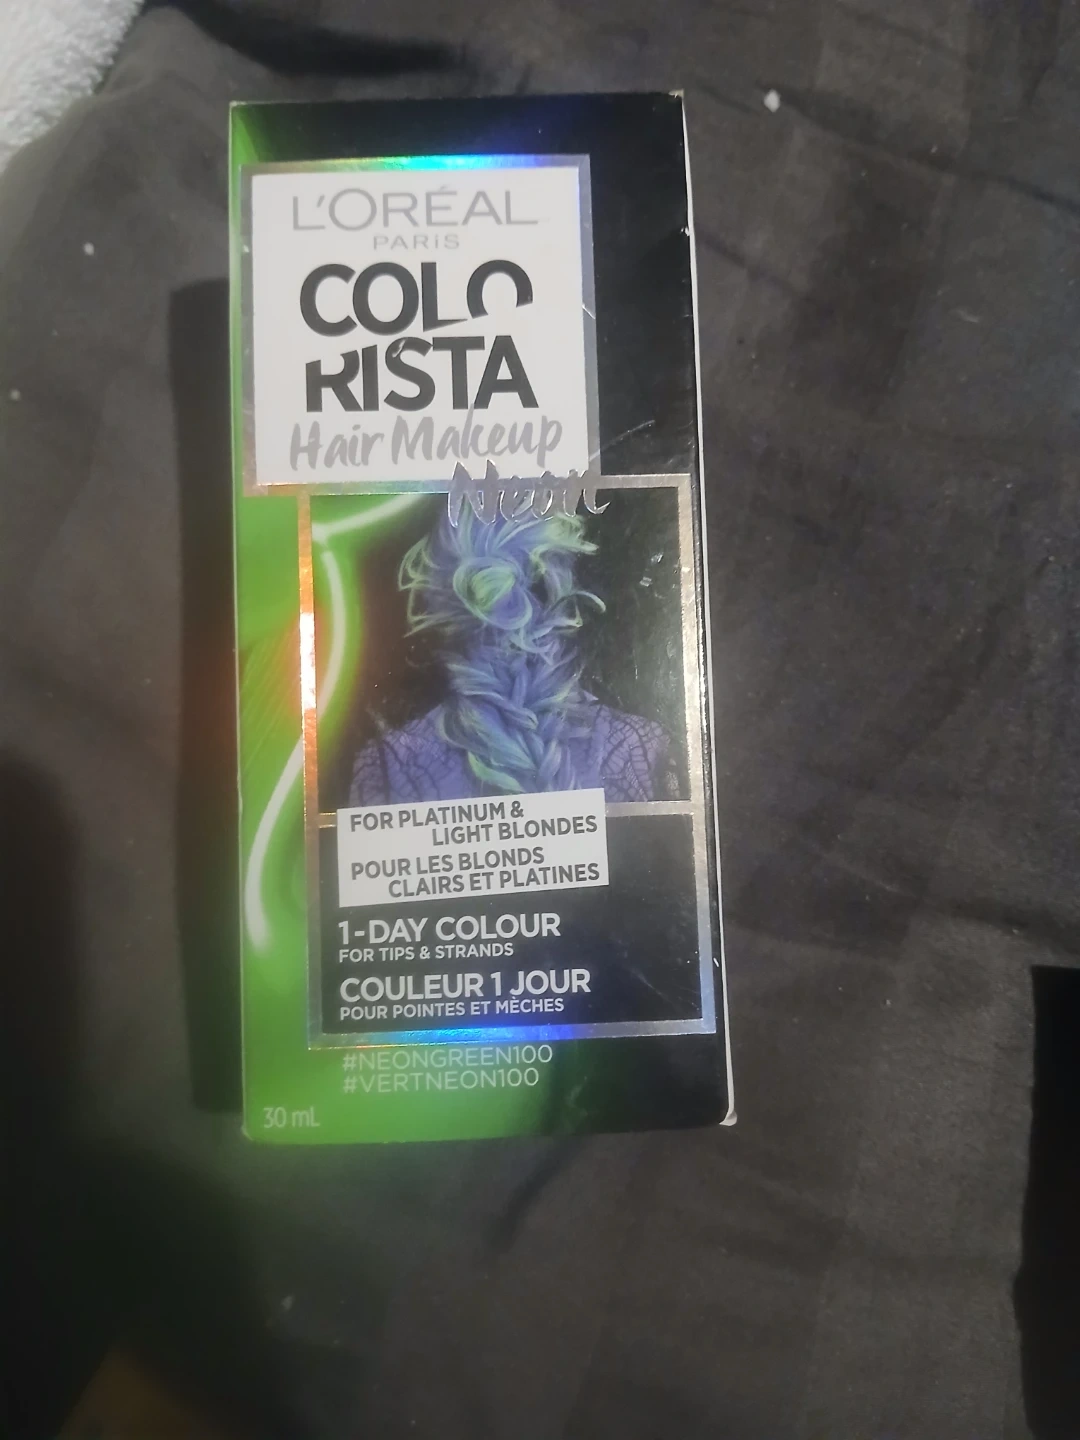 L'ORÉAL
PARIS
COLO
RISTA
Hair Makeup
Neon
FOR PLATINUM &
LIGHT BLONDES
POUR LES BLONDS
CLAIRS ET PLATINES
1-DAY COLOUR
FOR TIPS & STRANDS
COULEUR 1 JOUR
POUR POINTES ET MÈCHES
#NEONGREEN100
#VERTNEON100
30 mL